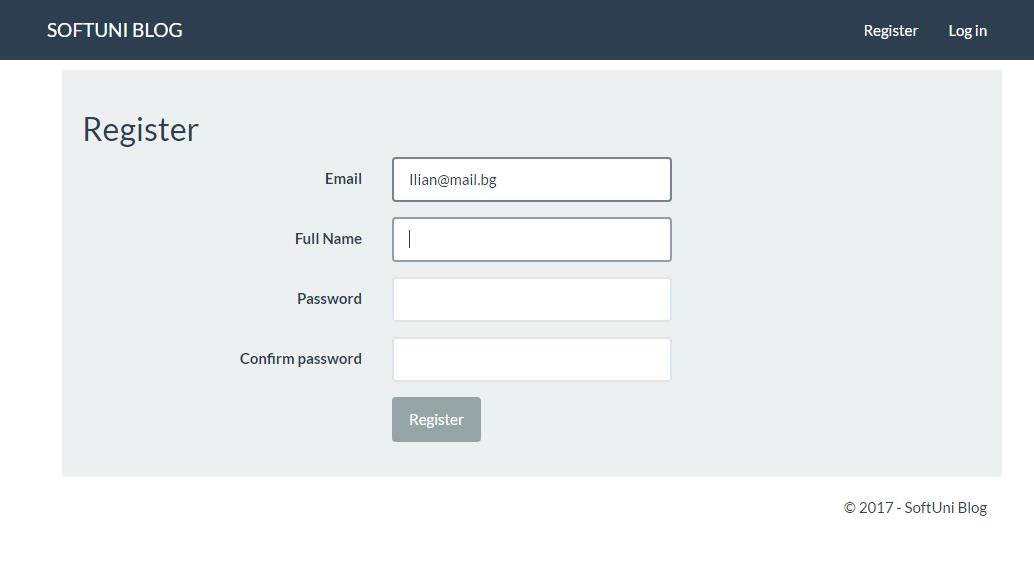 SOFTUNI BLOG
Register Log in
Register
Email Ilian@mail.bg
Full Name
Password
Confirm password
Register
© 2017 - SoftUni Blog